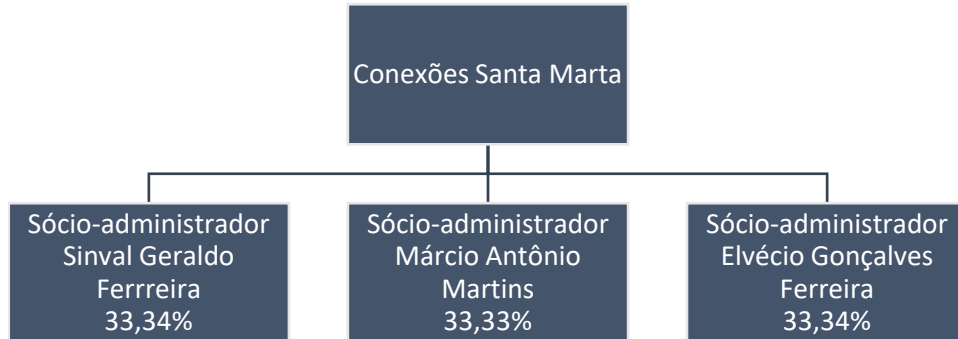 Conexões Santa Marta
Sócio-administrador
Sinval Geraldo
Ferrreira
33,34%
Sócio-administrador
Márcio Antônio
Martins
33,33%
Sócio-administrador
Elvécio Gonçalves
Ferreira
33,34%